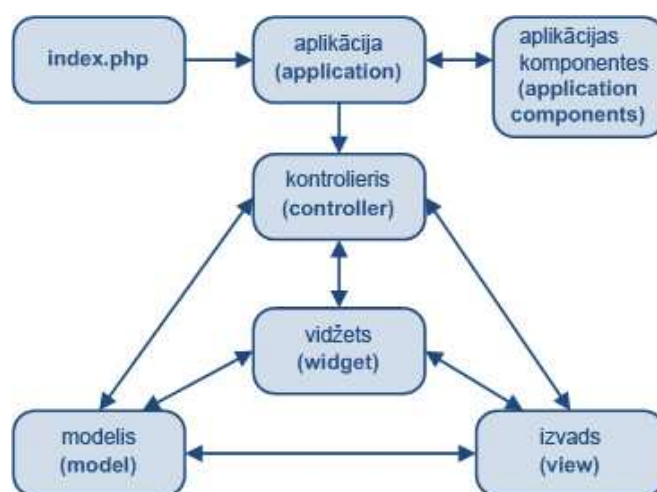 index.php
aplikācija
(application)
aplikācijas
komponentes
(application
components)
kontrolieris
(controller)
vidžets
(widget)
modelis
(model)
izvads
(view)